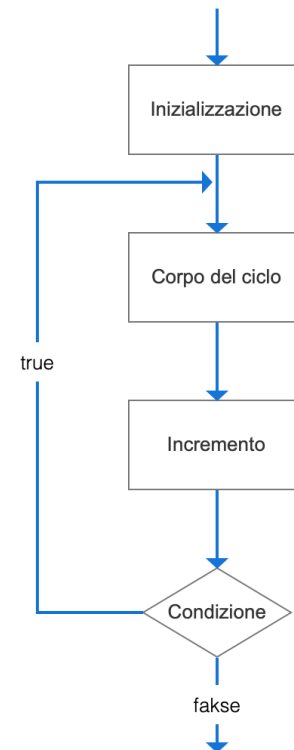 Inizializzazione
Corpo del ciclo
true
Incremento
Condizione
fakse